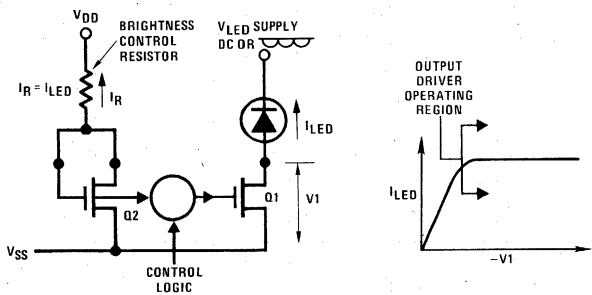 VDD
BRIGHTNESS
CONTROL
RESISTOR
IR = ILED
IR
VLED SUPPLY
DC OR
ILED
Q2
Q1
V1
VSS
CONTROL
LOGIC
OUTPUT
DRIVER
OPERATING
REGION
ILED
–V1